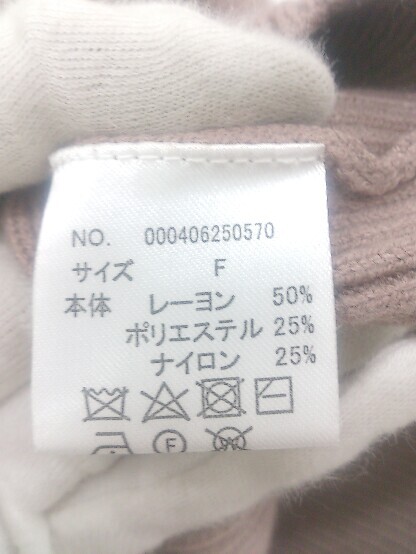 NO. 000406250570
サイズ F
本体 レーヨン 50%
ポリエステル 25%
ナイロン 25%
F
W